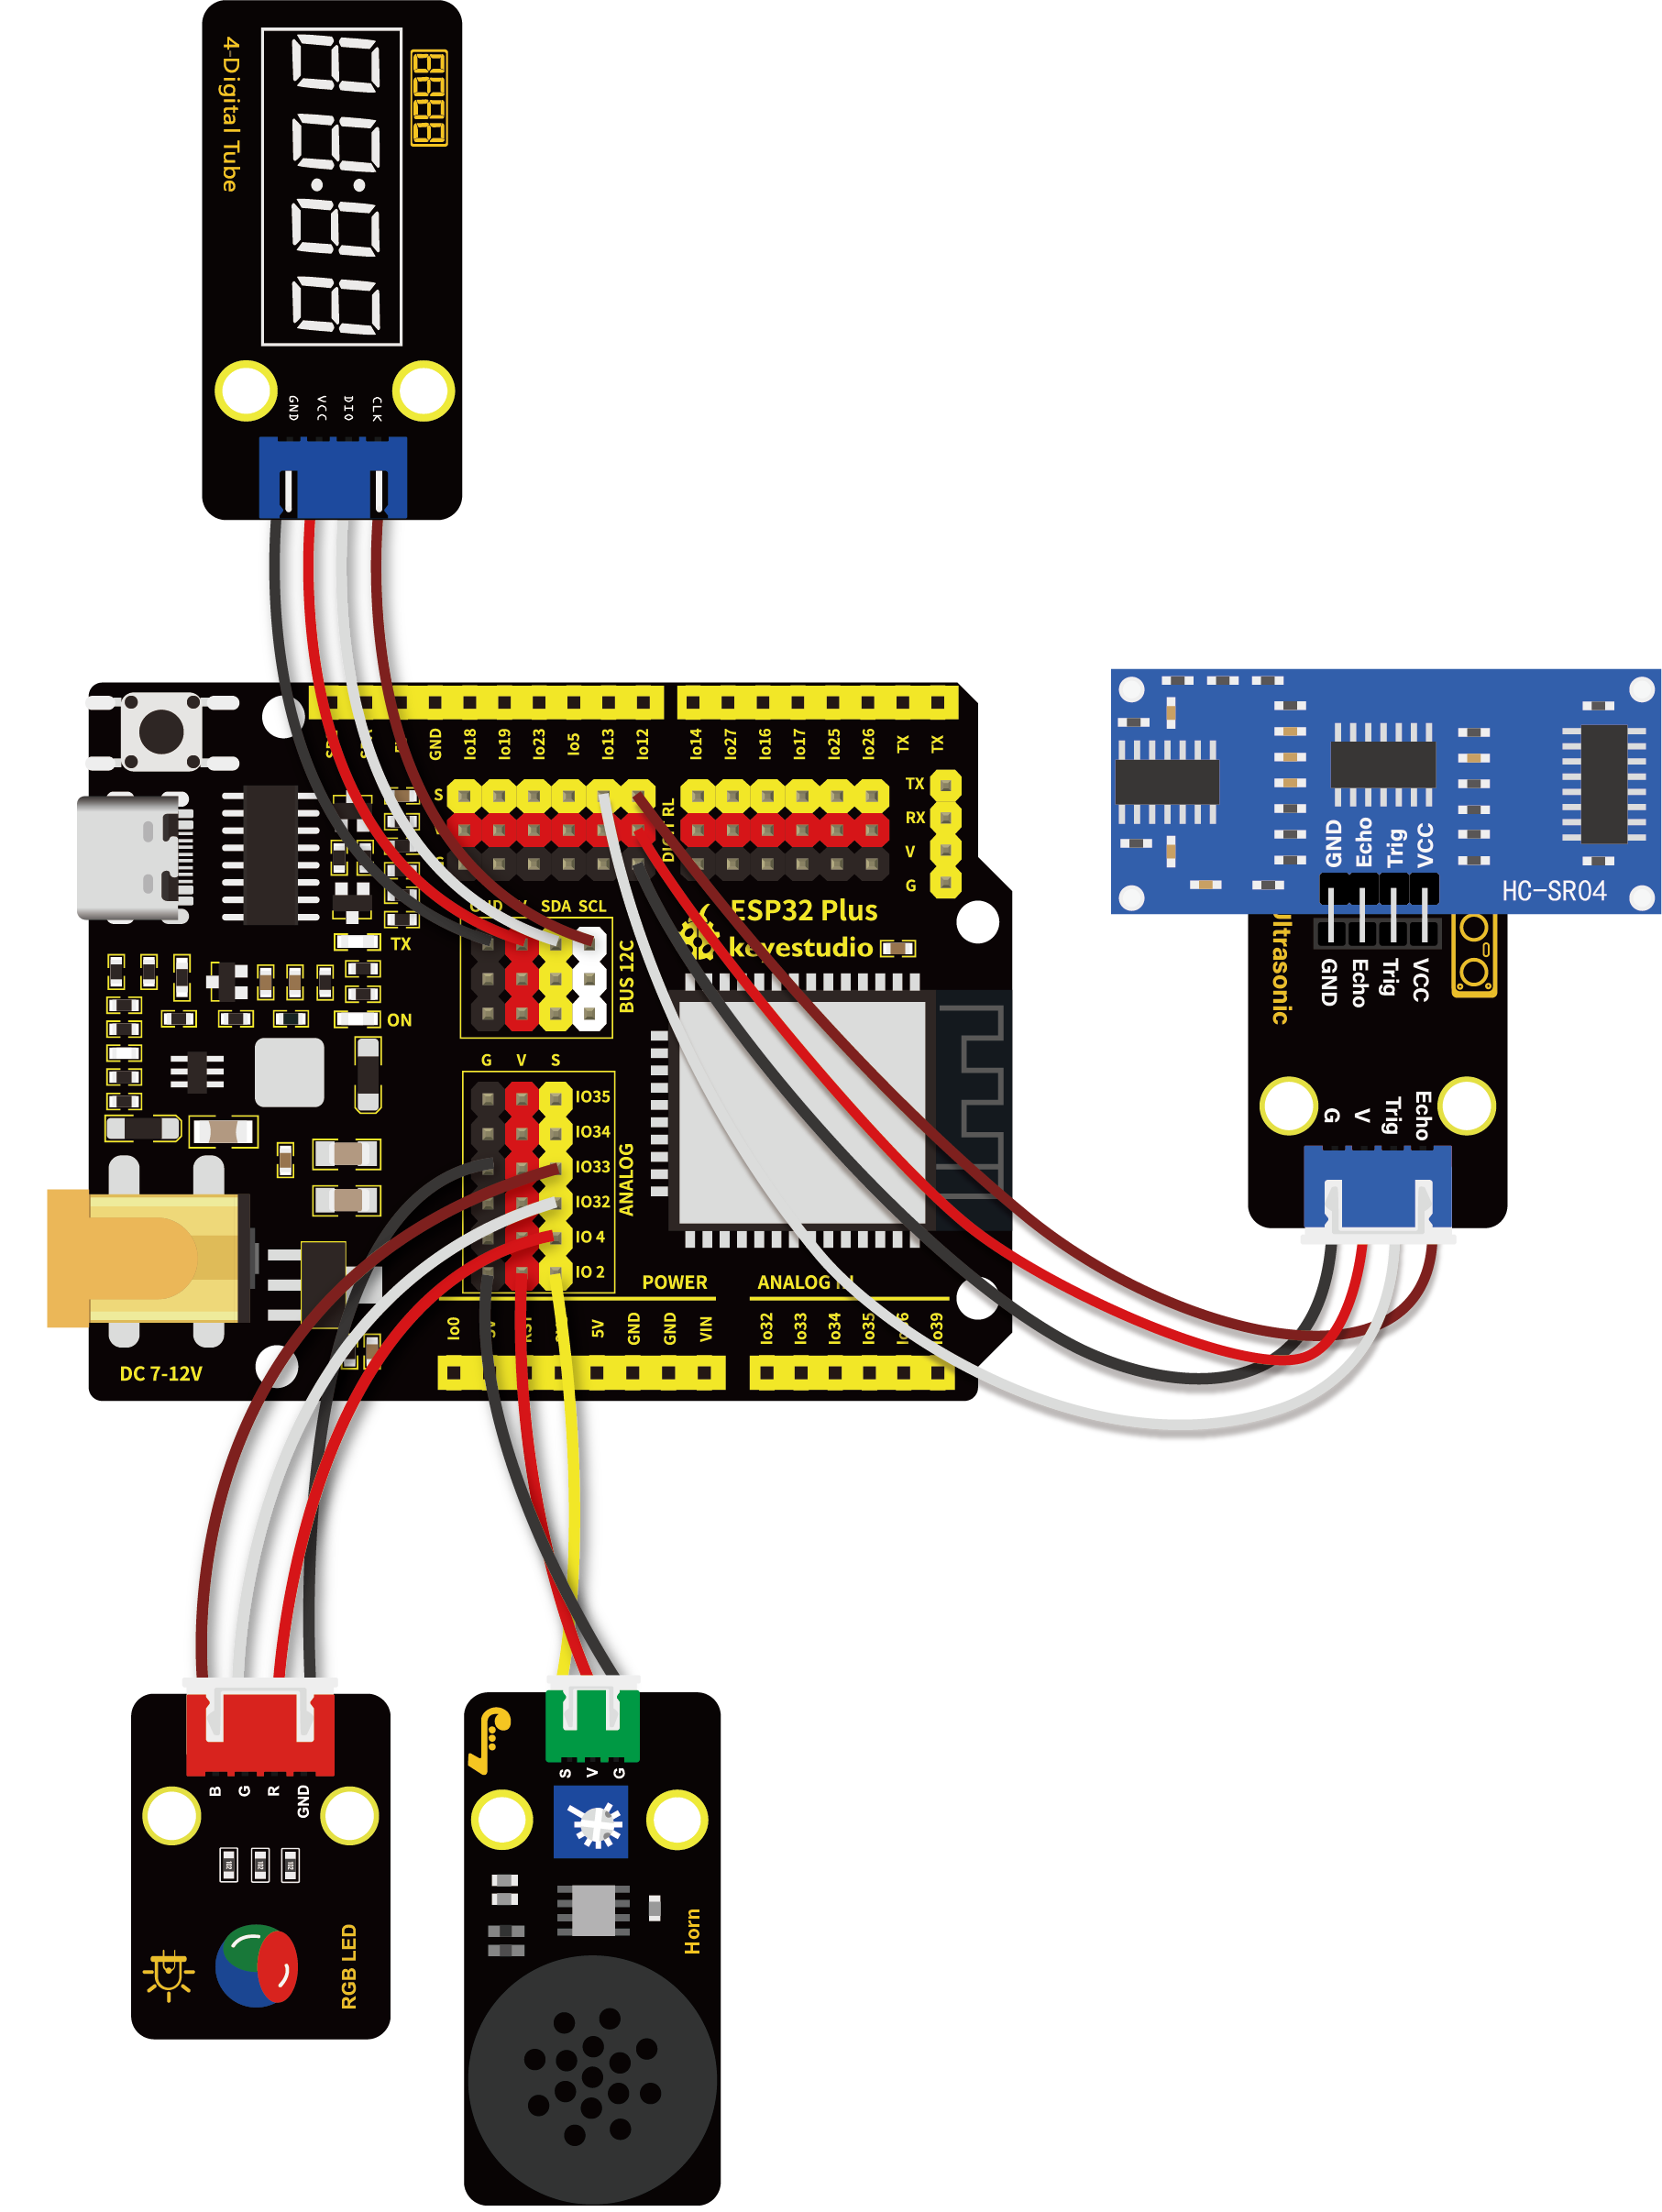 4-Digital Tube
GND
VCC
DIO
CLK
GND
Io18
Io19
Io23
Io5
Io13
Io12
Io14
Io27
Io16
Io17
Io25
Io26
TX
TX
S
G
TX
RX
V
G
SDA SCL
BUS 12C
ESP32 Plus
keyestudio
TX
ON
G V S
IO35
IO34
IO33
IO32
IO 4
IO 2
ANALOG
POWER
ANALOG
Io0
5V
GND
GND
VIN
Io32
Io33
Io34
Io35
Io39
DC 7-12V
GND
Echo
Trig
VCC
HC-SR04
Ultrasonic
GND
Echo
Trig
VCC
G
V
Trig
Echo
B
G
R
GND
102
102
102
RGB LED
S
V
G
Horn